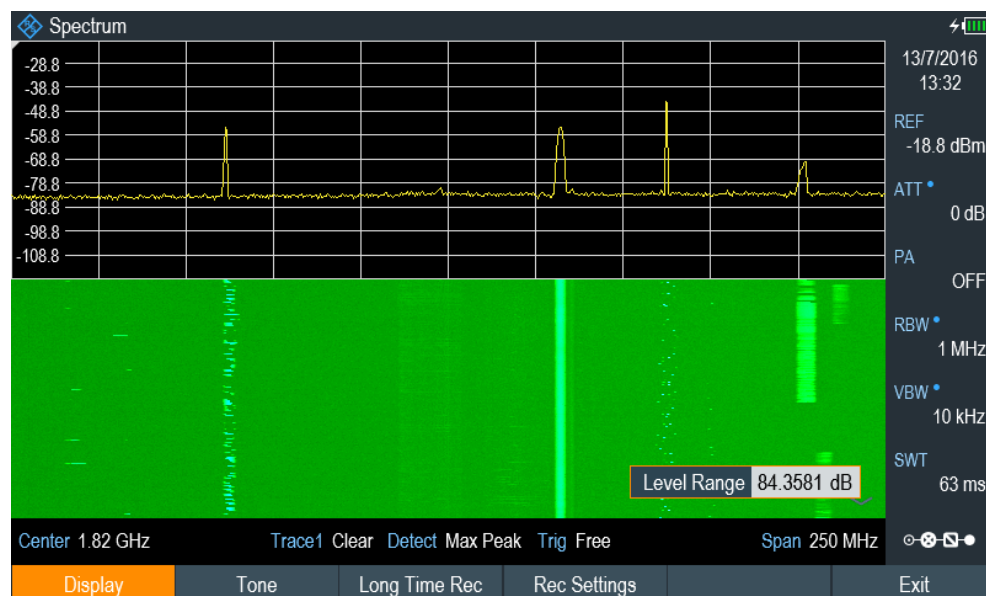 Spectrum
-28.8
-38.8
-48.8
-58.8
-68.8
-78.8
-88.8
-98.8
-108.8
13/7/2016
13:32
REF
-18.8 dBm
ATT
0 dB
PA
OFF
RBW
1 MHz
VBW
10 kHz
SWT
63 ms
Level Range 84.3581 dB
Center 1.82 GHz Trace1 Clear Detect Max Peak Trig Free Span 250 MHz
Display Tone Long Time Rec Rec Settings Exit